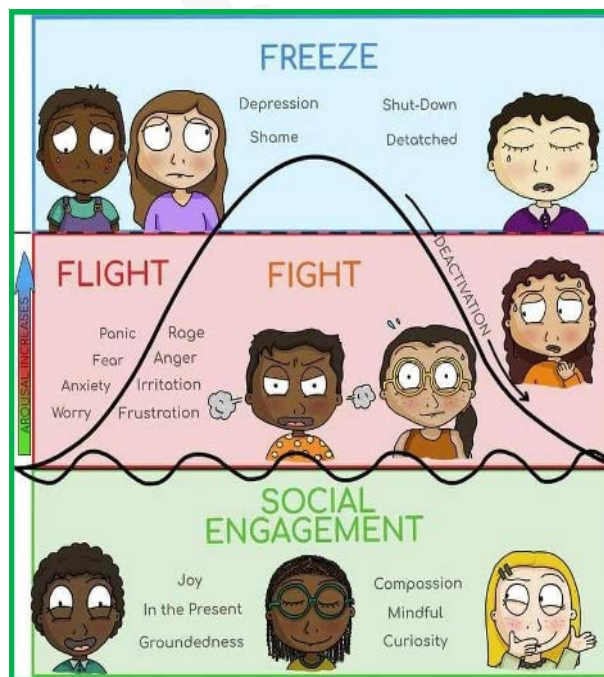 FREEZE
Depression
Shut-Down
Shame
Detatched
DEACTIVATION
FLIGHT
FIGHT
AROUSAL INCREASES
Panic
Rage
Fear
Anger
Anxiety
Irritation
Worry
Frustration
SOCIAL
ENGAGEMENT
Joy
Compassion
In the Present
Mindful
Groundedness
Curiosity